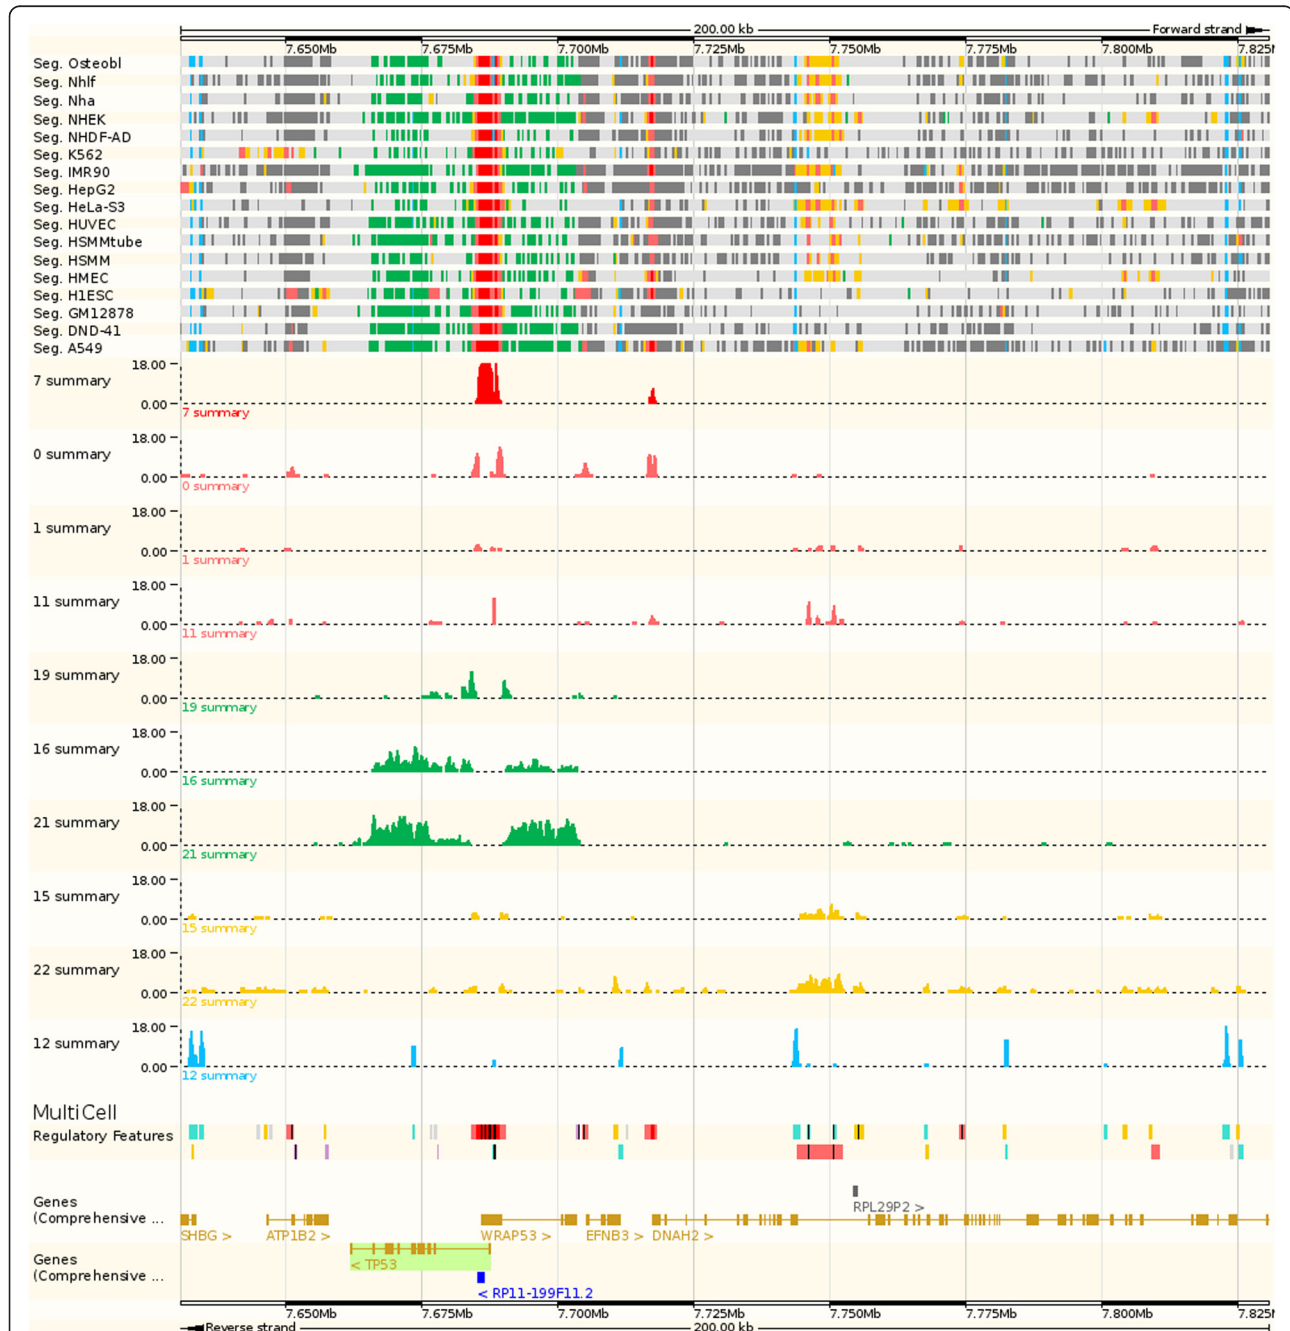 200.00 kb Forward strand
7.650Mb 7.675Mb 7.700Mb 7.725Mb 7.750Mb 7.775Mb 7.800Mb
Seg. Osteobl
Seg. Nhlf
Seg. Nha
Seg. NHEK
Seg. NHDF-AD
Seg. K562
Seg. IMR90
Seg. HepG2
Seg. HeLa-S3
Seg. HUVEC
Seg. HSMMtube
Seg. HSMM
Seg. HMEC
Seg. H1ESC
Seg. GM12878
Seg. DND-41
Seg. A549
18.00
7 summary
0.00
7 summary
18.00
0 summary
0.00
0 summary
18.00
1 summary
0.00
1 summary
18.00
11 summary
0.00
11 summary
18.00
19 summary
0.00
19 summary
18.00
16 summary
0.00
16 summary
18.00
21 summary
0.00
21 summary
18.00
15 summary
0.00
15 summary
18.00
22 summary
0.00
22 summary
18.00
12 summary
0.00
12 summary
MultiCell
Regulatory Features
Genes
(Comprehensive ...
RPL29P2 >
SHBG > ATP1B2 > WRAP53 > EFNB3 > DNAH2 >
Genes
(Comprehensive ...
< TP53
< RP11-199F11.2
7.650Mb 7.675Mb 7.700Mb 7.725Mb 7.750Mb 7.775Mb 7.800Mb
Reverse strand 200.00 kb